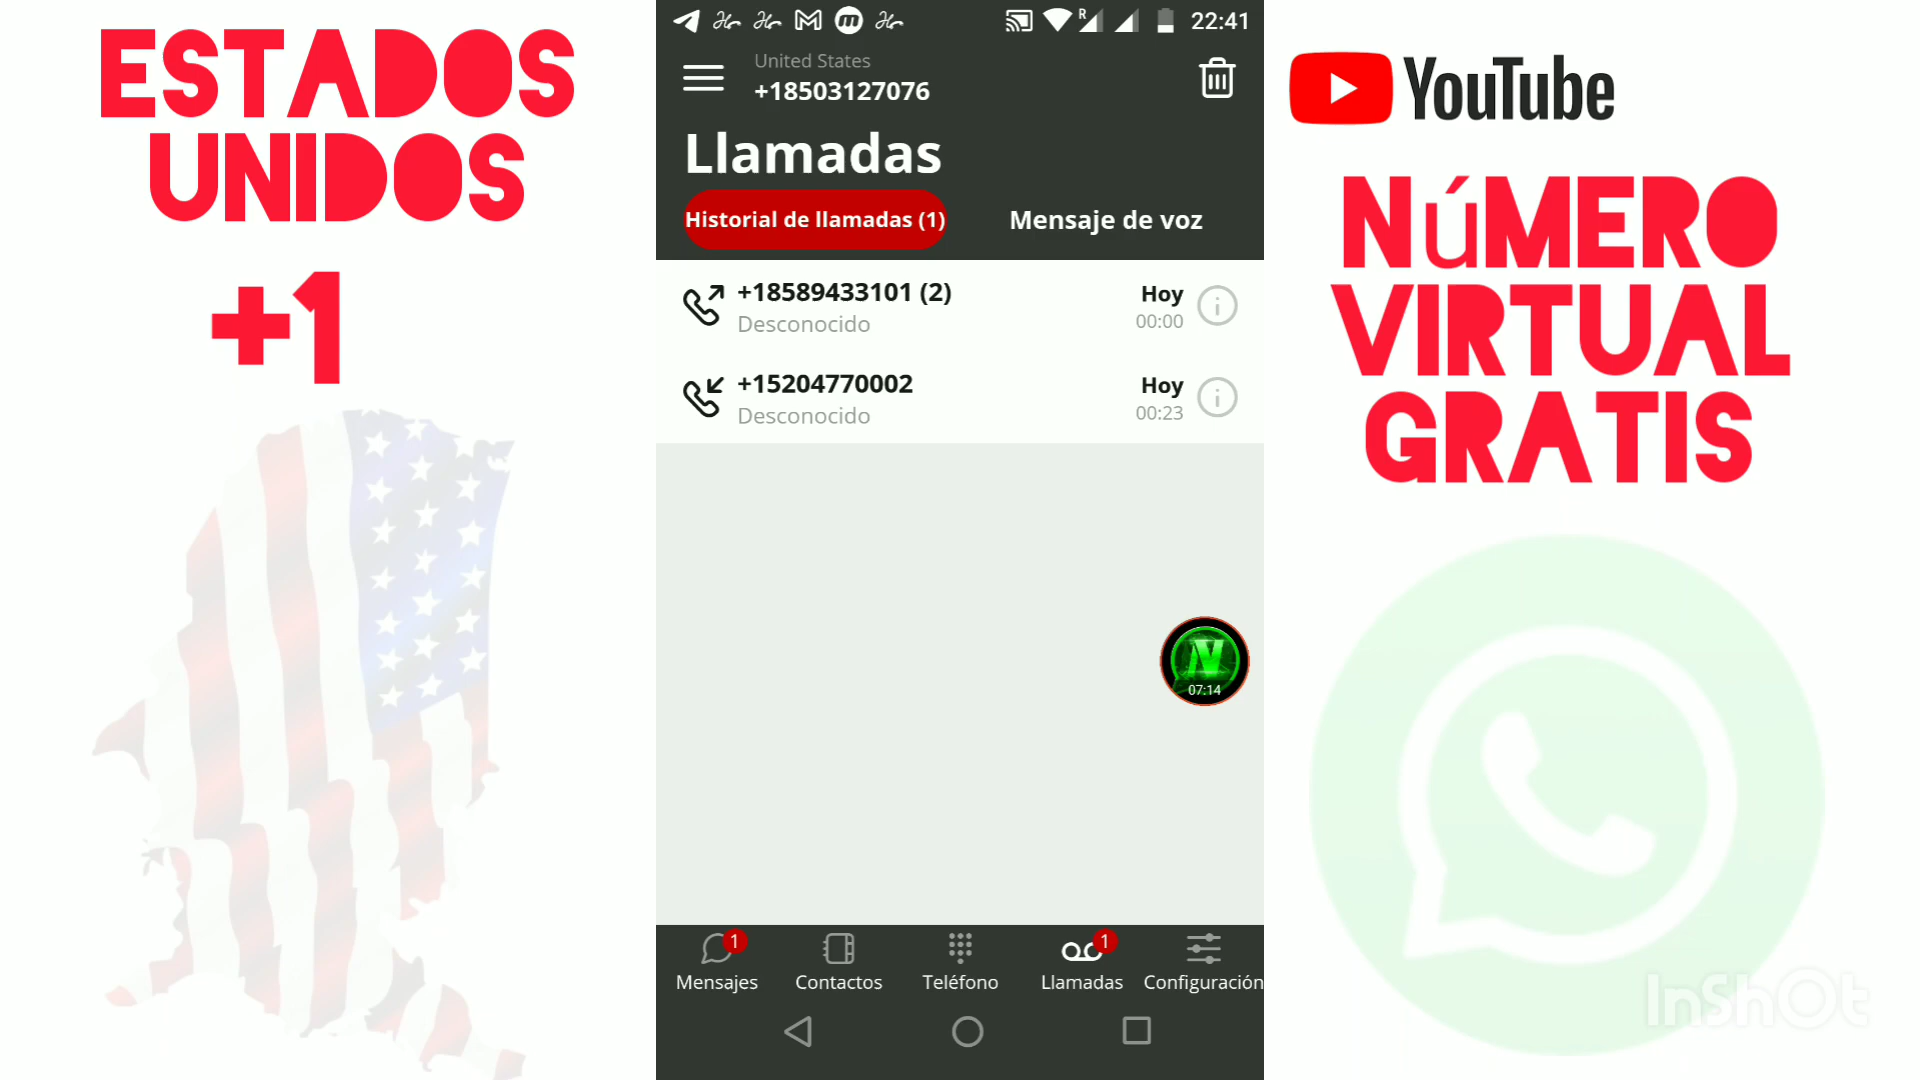 ESTADOS
UNIDOS
+1
22:41
United States
+18503127076
Llamadas
Historial de llamadas (1)
Mensaje de voz
+18589433101 (2)
Desconocido
Hoy
00:00
+15204770002
Desconocido
Hoy
00:23
N
07:14
1
Mensajes
Contactos
Teléfono
1
Llamadas
Configuración
YouTube
NúMERO
VIRTUAL
GRATIS
InShOt